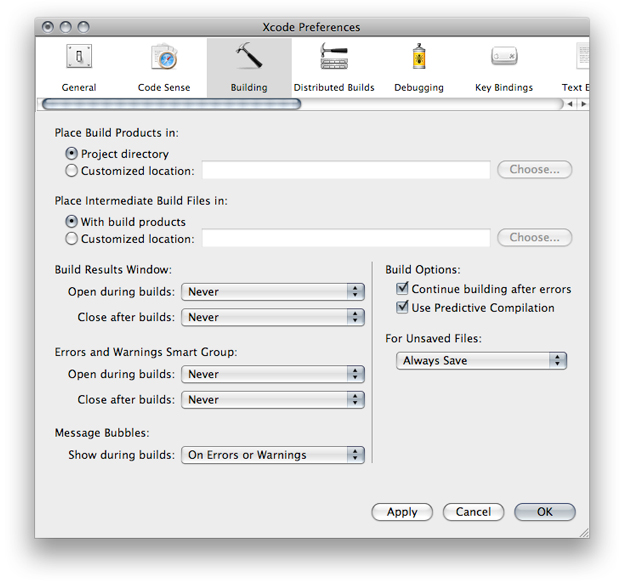 Xcode Preferences
General
Code Sense
Building
Distributed Builds
Debugging
Key Bindings
Text E
Place Build Products in:
Project directory
Customized location:
Choose...
Place Intermediate Build Files in:
With build products
Customized location:
Choose...
Build Results Window:
Open during builds: Never
Close after builds: Never
Errors and Warnings Smart Group:
Open during builds: Never
Close after builds: Never
Message Bubbles:
Show during builds: On Errors or Warnings
Build Options:
Continue building after errors
Use Predictive Compilation
For Unsaved Files:
Always Save
Apply
Cancel
OK